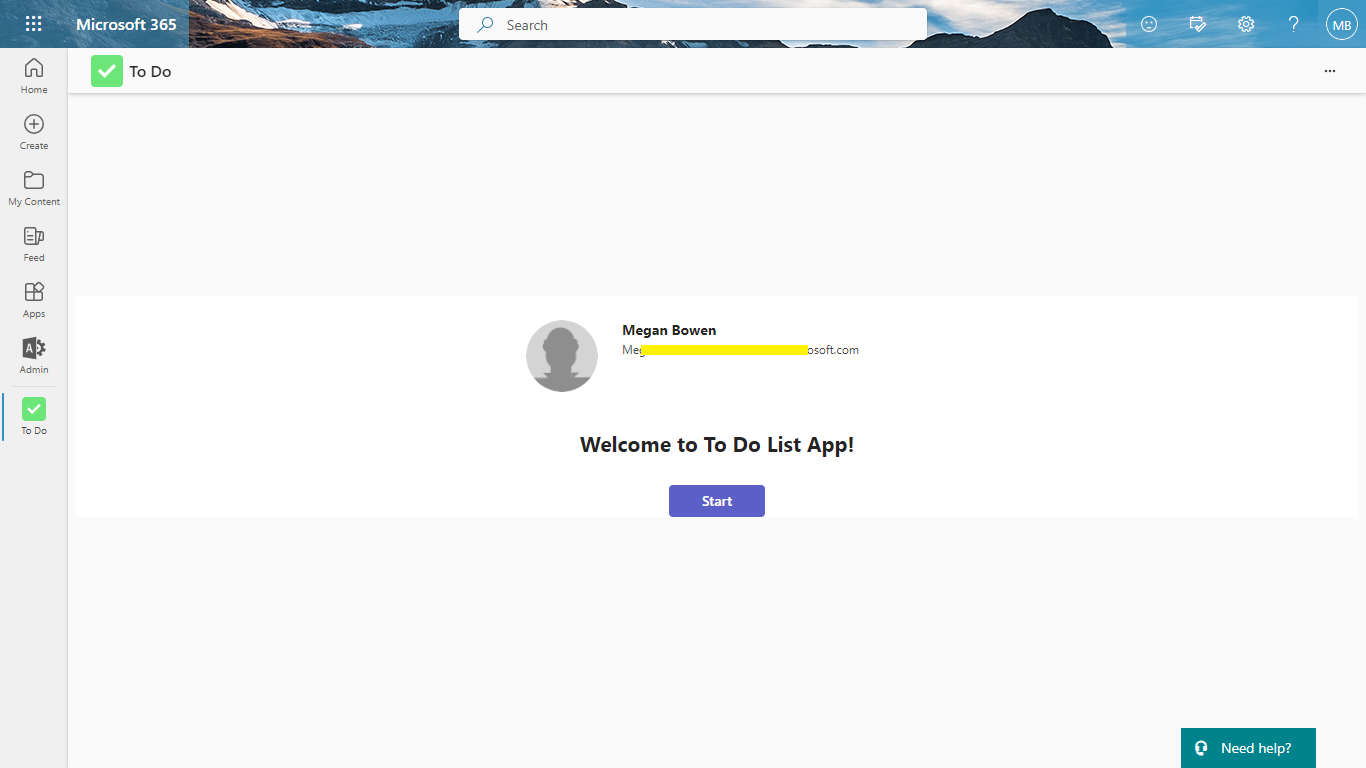 Microsoft 365
Search
MB
To Do
Home
Create
My Content
Feed
Apps
Admin
To Do
Megan Bowen
Meg osoft.com
Welcome to To Do List App!
Start
Need help?